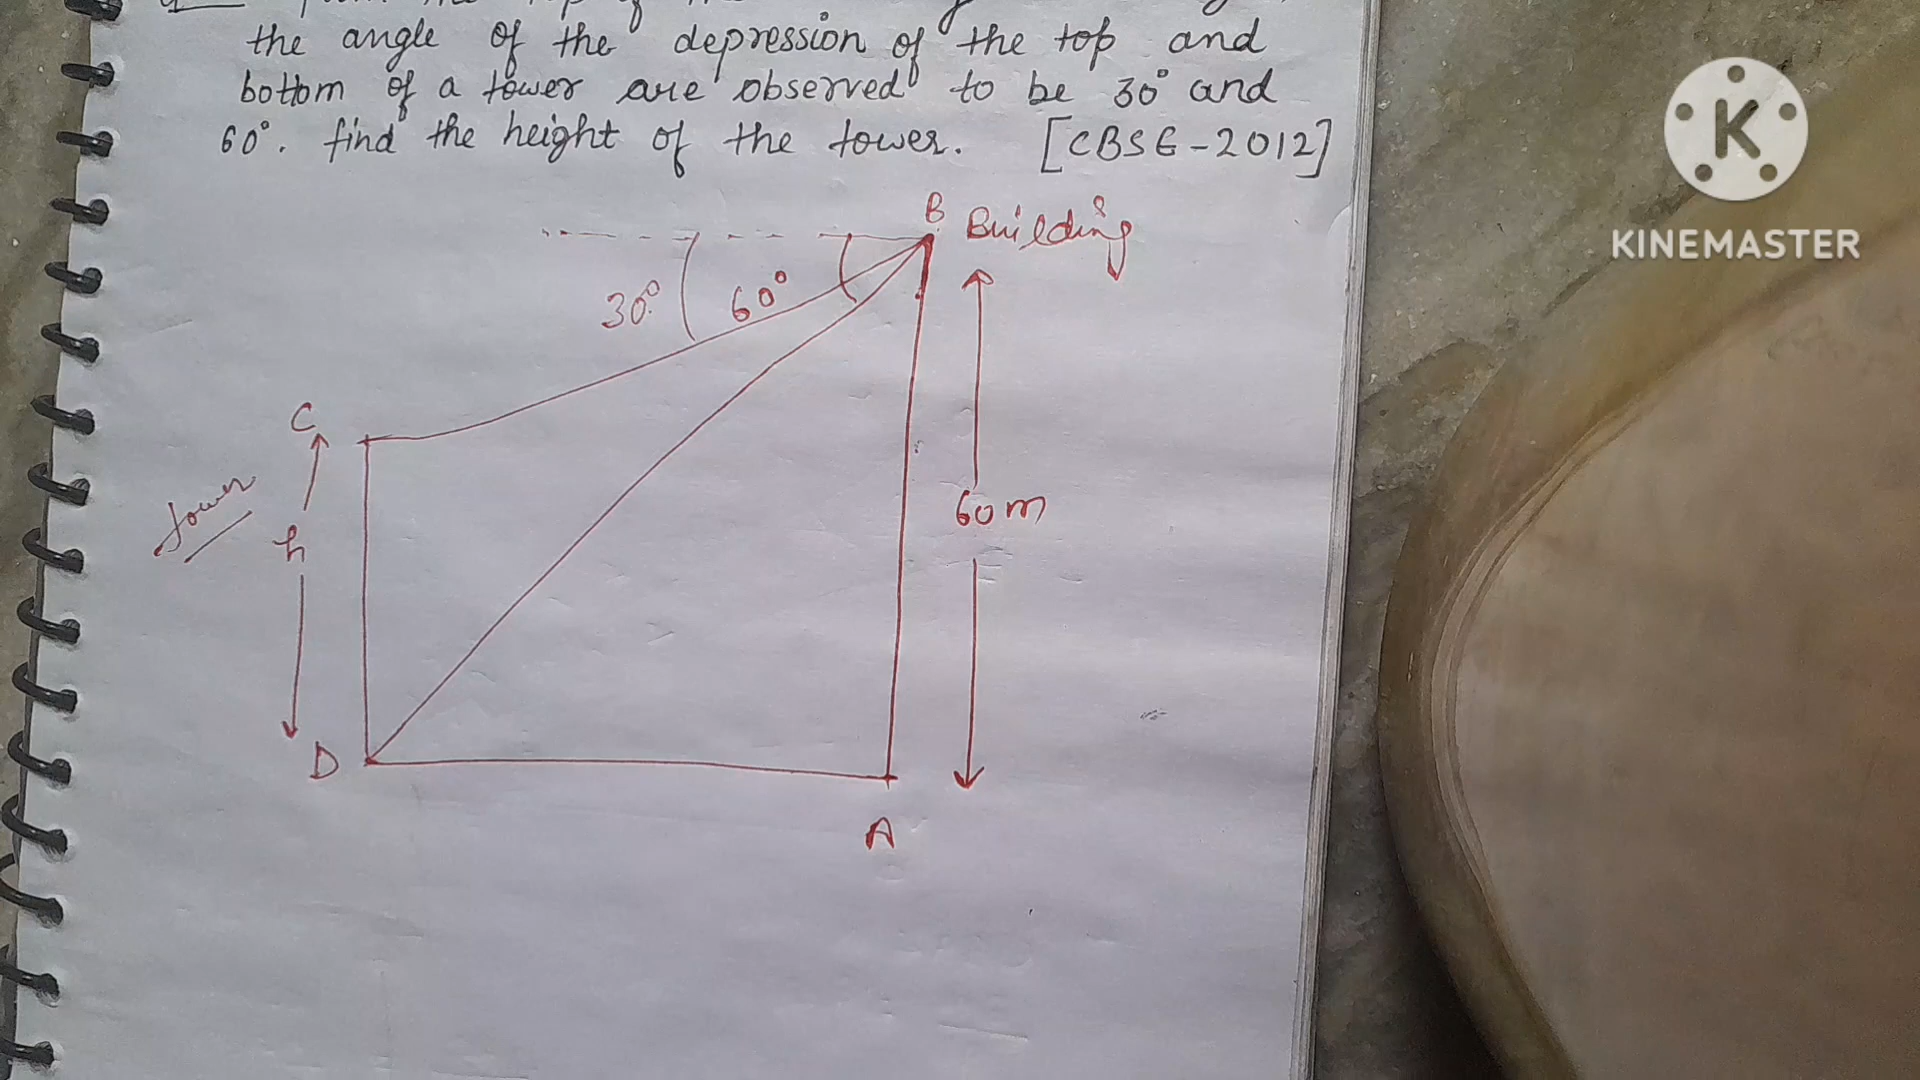 the angle of the depression of the top and
bottom of a tower are observed to be 30° and
60°. find the height of the tower. [CBSE-2012]
B Building
30° 60°
C
tower
h
60m
D
A
K
KINEMASTER